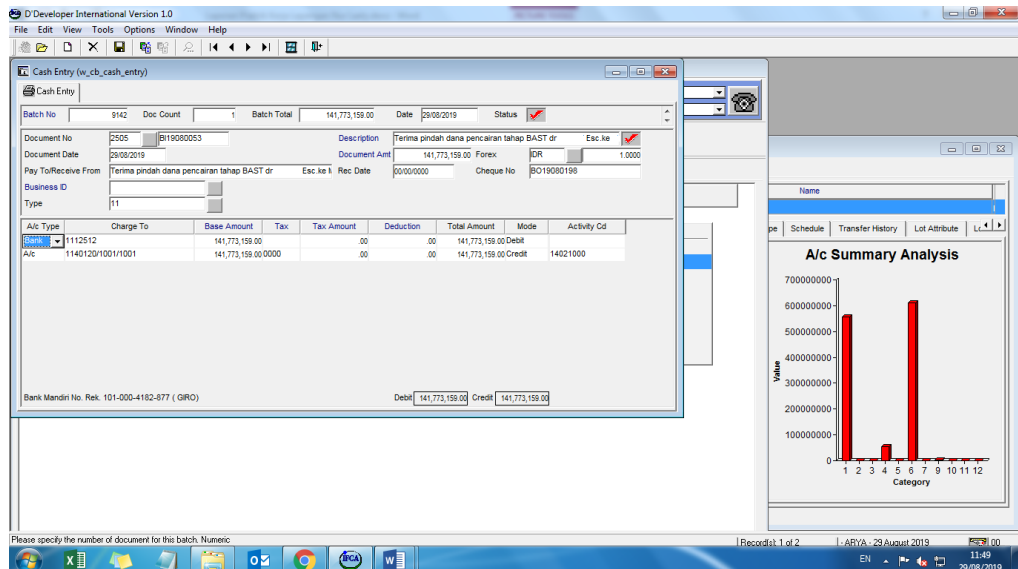 D'Developer International Version 1.0
File Edit View Tools Options Window Help
Cash Entry (w_cb_cash_entry)
Cash Entry
Batch No 9142 Doc Count 1 Batch Total 141,773,159.00 Date 29/08/2019 Status
Document No 2505 BI19080053 Description Terima pindah dana pencairan tahap BAST dr Esc.ke
Document Date 29/08/2019 Document Amt 141,773,159.00 Forex IDR 1.0000
Pay To/Receive From Terima pindah dana pencairan tahap BAST dr Esc.ke Rec Date 00/00/0000 Cheque No BO19080198
Business ID
Type 11
A/c Type Charge To Base Amount Tax Tax Amount Deduction Total Amount Mode Activity Cd
Bank 1112512 141,773,159.00 .00 .00 141,773,159.00 Debit
A/c 1140120/1001/1001 141,773,159.00 0000 .00 .00 141,773,159.00 Credit 14021000
Bank Mandiri No. Rek. 101-000-4182-877 ( GIRO) Debit 141,773,159.00 Credit 141,773,159.00
Name
pe Schedule Transfer History Lot Attribute
A/c Summary Analysis
700000000
600000000
500000000
400000000
300000000
200000000
100000000
0
Value
1 2 3 4 5 6 7 9 10 11 12
Category
Please specify the number of document for this batch. Numeric Recordlst: 1 of 2 - ARYA - 29 August 2019 00
IFCA EN 11:49
29/08/2019